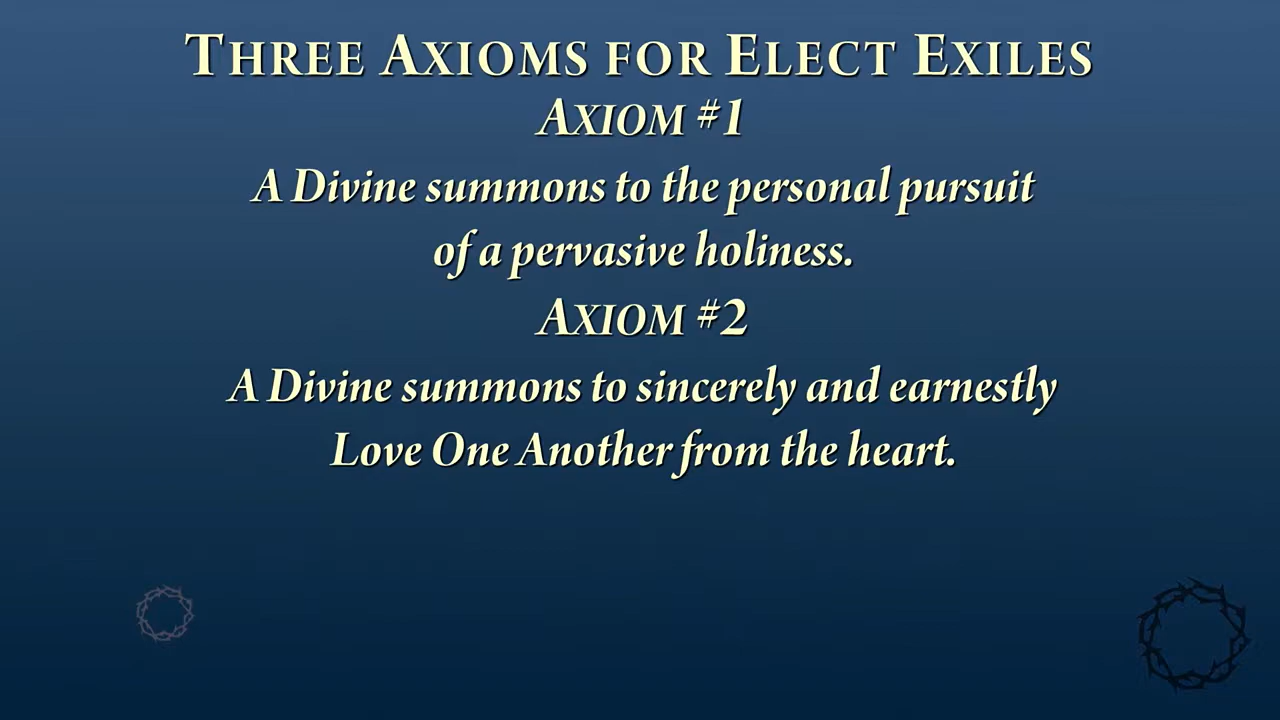 THREE AXIOMS FOR ELECT EXILES
AXIOM #1
A Divine summons to the personal pursuit
of a pervasive holiness.
AXIOM #2
A Divine summons to sincerely and earnestly
Love One Another from the heart.